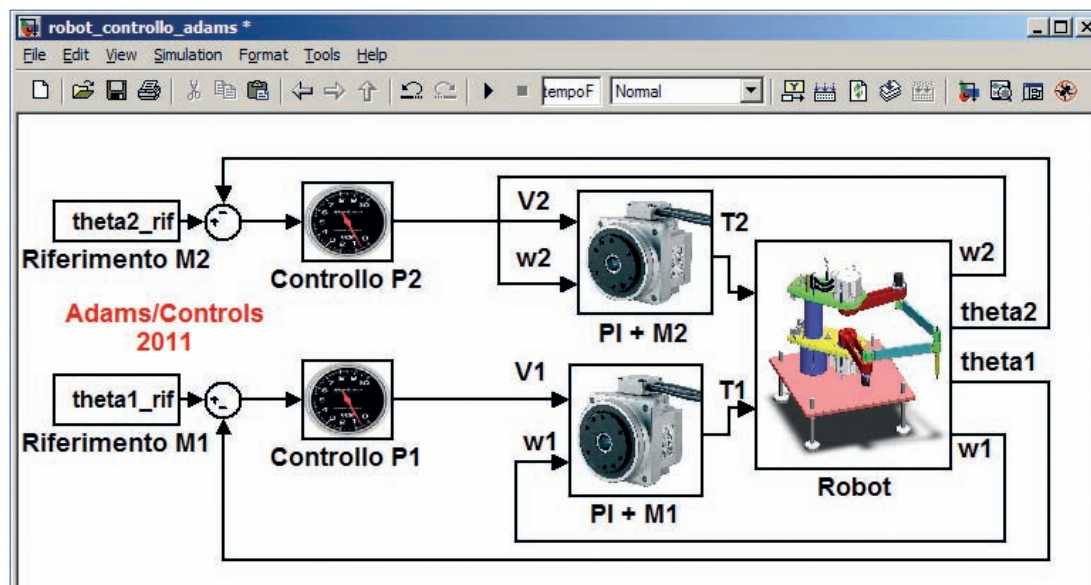 robot_controllo_adams *
File Edit View Simulation Format Tools Help
tempoF Normal
theta2_rif
Riferimento M2
Controllo P2
V2
w2
T2
PI + M2
w2
theta2
theta1
w1
Adams/Controls
2011
theta1_rif
Riferimento M1
Controllo P1
V1
w1
T1
PI + M1
Robot